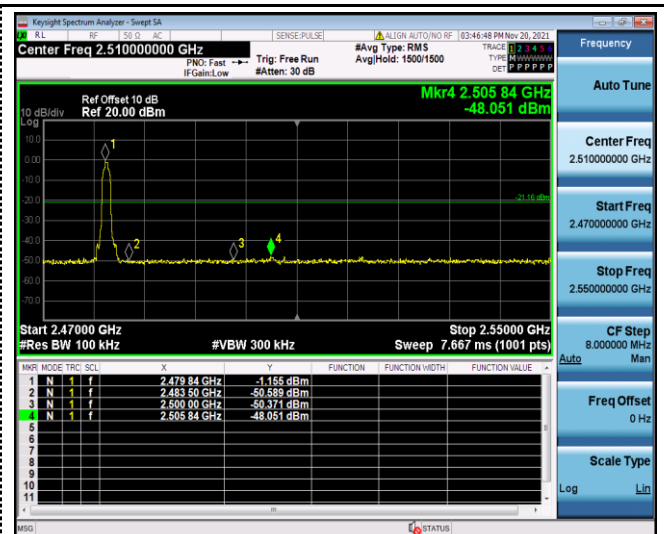 Keysight Spectrum Analyzer - Swept SA
RL RF 50 Ω AC SENSE:PULSE ALIGN AUTO/NO RF 03:46:48 PM Nov 20, 2021
Center Freq 2.510000000 GHz
PNO: Fast
IFGain:Low
Trig: Free Run
#Atten: 30 dB
#Avg Type: RMS
Avg|Hold: 1500/1500
TRACE 1 2 3 4 5 6
TYPE M W W W W W
DET P P P P P P
Ref Offset 10 dB
10 dB/div Ref 20.00 dBm
Log
Mkr4 2.505 84 GHz
-48.051 dBm
10.0
0.00
-10.0
-20.0
-30.0
-40.0
-50.0
-60.0
-70.0
1
2
3
4
-21.16 dBm
Start 2.47000 GHz Stop 2.55000 GHz
#Res BW 100 kHz #VBW 300 kHz Sweep 7.667 ms (1001 pts)
MKR MODE TRC SCL X Y FUNCTION FUNCTION WIDTH FUNCTION VALUE
1 N 1 f 2.479 84 GHz -1.155 dBm
2 N 1 f 2.483 50 GHz -50.589 dBm
3 N 1 f 2.500 00 GHz -50.371 dBm
4 N 1 f 2.505 84 GHz -48.051 dBm
5
6
7
8
9
10
11
MSG STATUS
Frequency
Auto Tune
Center Freq
2.510000000 GHz
Start Freq
2.470000000 GHz
Stop Freq
2.550000000 GHz
CF Step
8.000000 MHz
Auto Man
Freq Offset
0 Hz
Scale Type
Log Lin